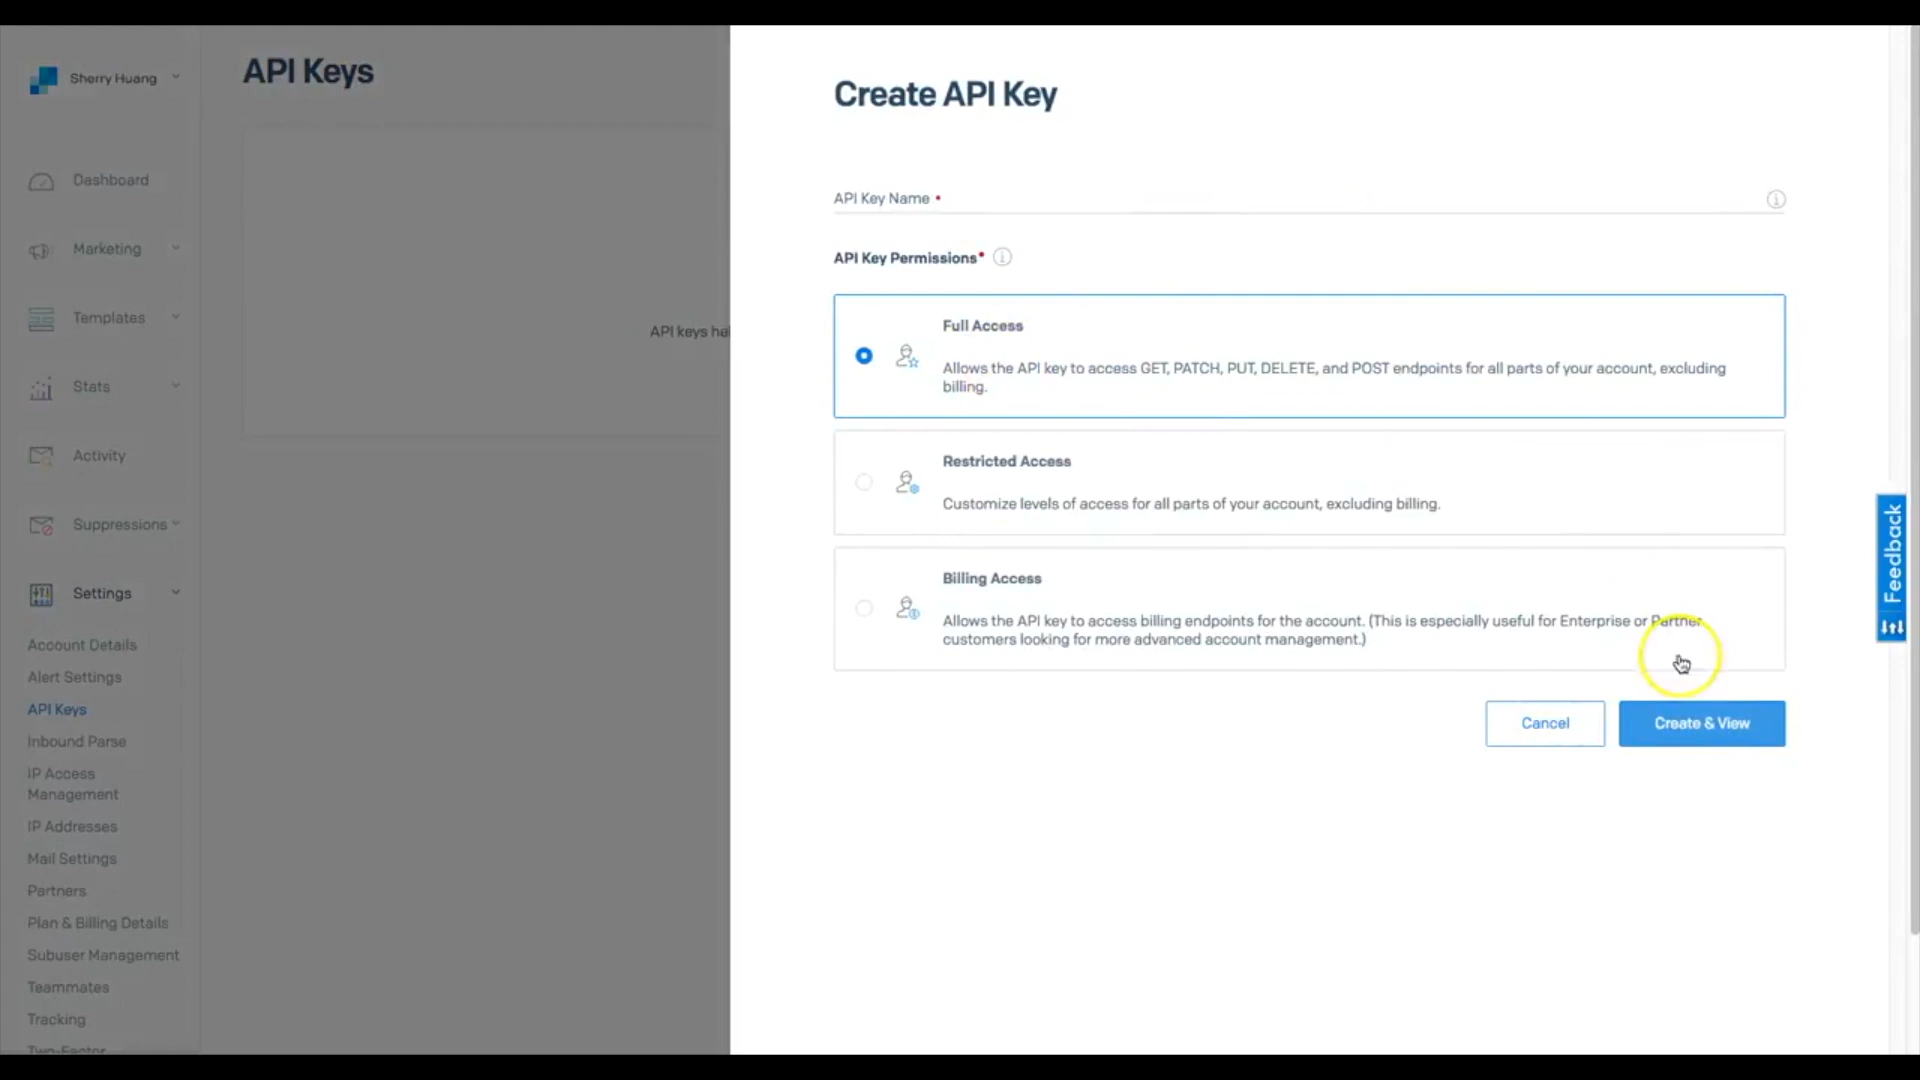 Sherry Huang
Dashboard
Marketing
Templates
Stats
Activity
Suppressions
Settings
Account Details
Alert Settings
API Keys
Inbound Parse
IP Access
Management
IP Addresses
Mail Settings
Partners
Plan & Billing Details
Subuser Management
Teammates
Tracking
Two-Factor
API Keys
API keys hel
Create API Key
API Key Name •
API Key Permissions•
Full Access
Allows the API key to access GET, PATCH, PUT, DELETE, and POST endpoints for all parts of your account, excluding
billing.
Restricted Access
Customize levels of access for all parts of your account, excluding billing.
Billing Access
Allows the API key to access billing endpoints for the account. (This is especially useful for Enterprise or Partner
customers looking for more advanced account management.)
Cancel
Create & View
Feedback